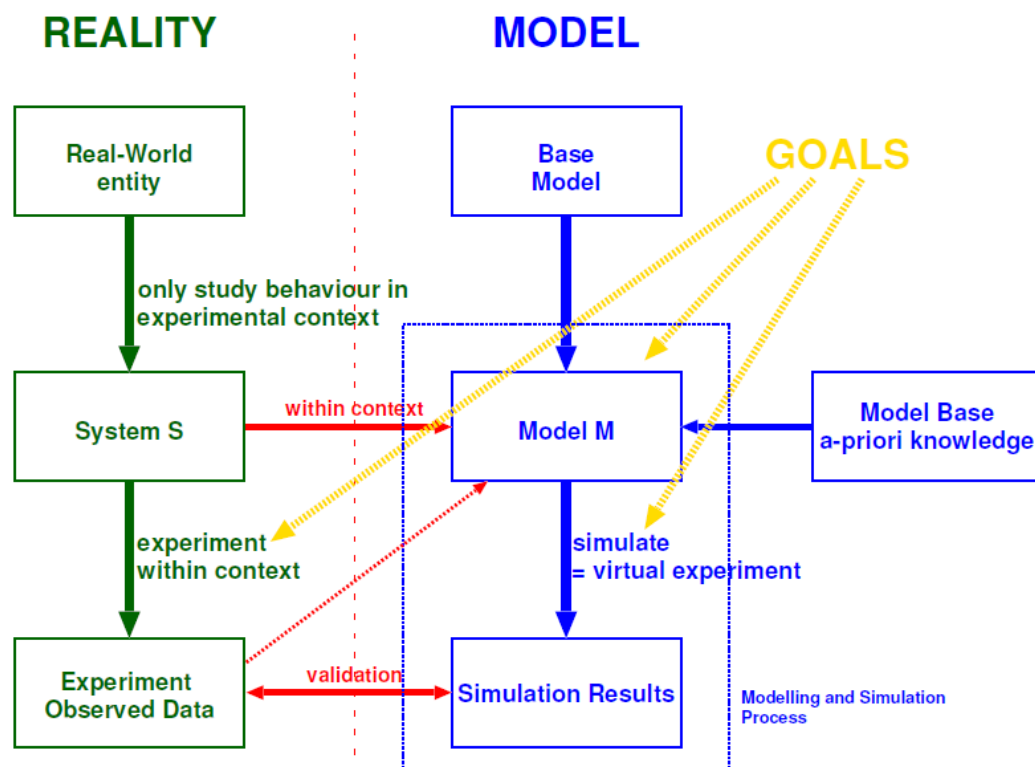 REALITY
MODEL
GOALS
Real-World
entity
Base
Model
only study behaviour in
experimental context
System S
within context
Model M
Model Base
a-priori knowledge
experiment
within context
simulate
= virtual experiment
Experiment
Observed Data
validation
Simulation Results
Modelling and Simulation
Process